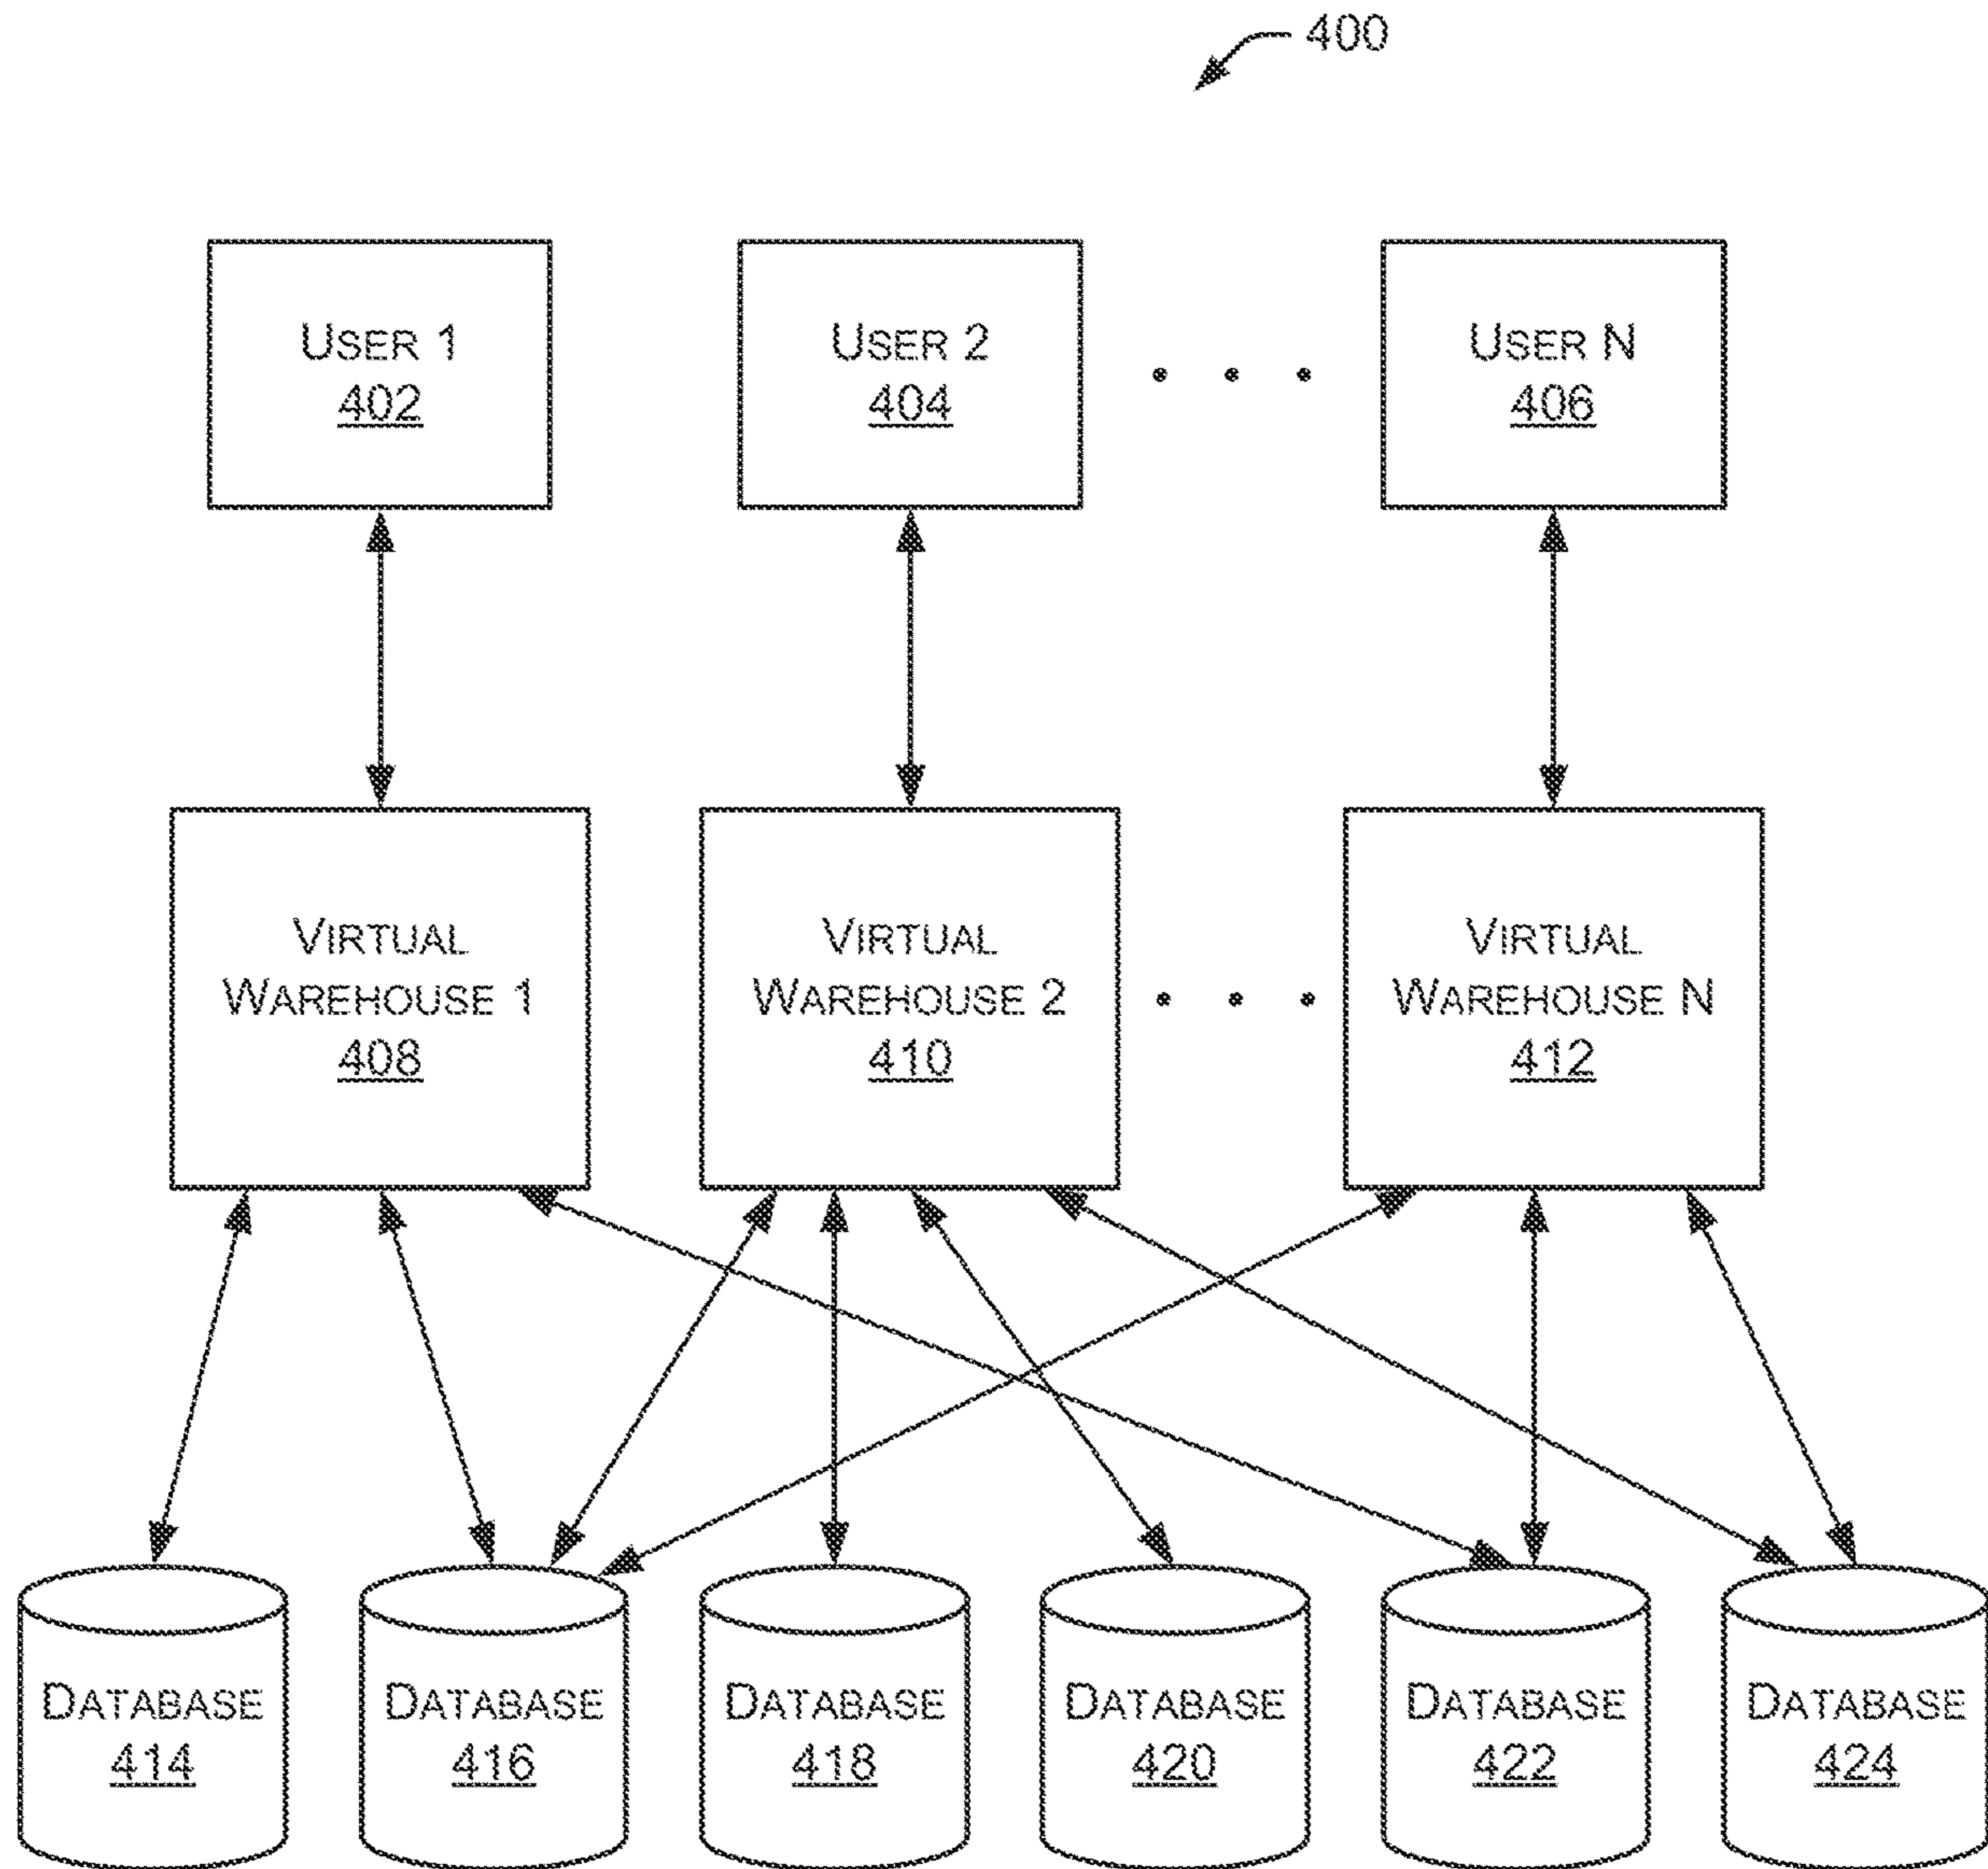 400
USER 1
402
USER 2
404
USER N
406
VIRTUAL
WAREHOUSE 1
408
VIRTUAL
WAREHOUSE 2
410
VIRTUAL
WAREHOUSE N
412
DATABASE
414
DATABASE
416
DATABASE
418
DATABASE
420
DATABASE
422
DATABASE
424